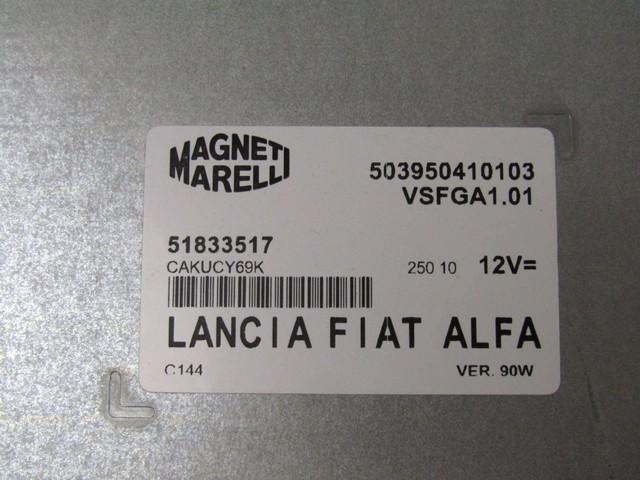 MAGNETI
MARELLI
503950410103
VSFGA1.01
51833517
CAKUCY69K
250 10 12V=
LANCIA FIAT ALFA
C144
VER. 90W